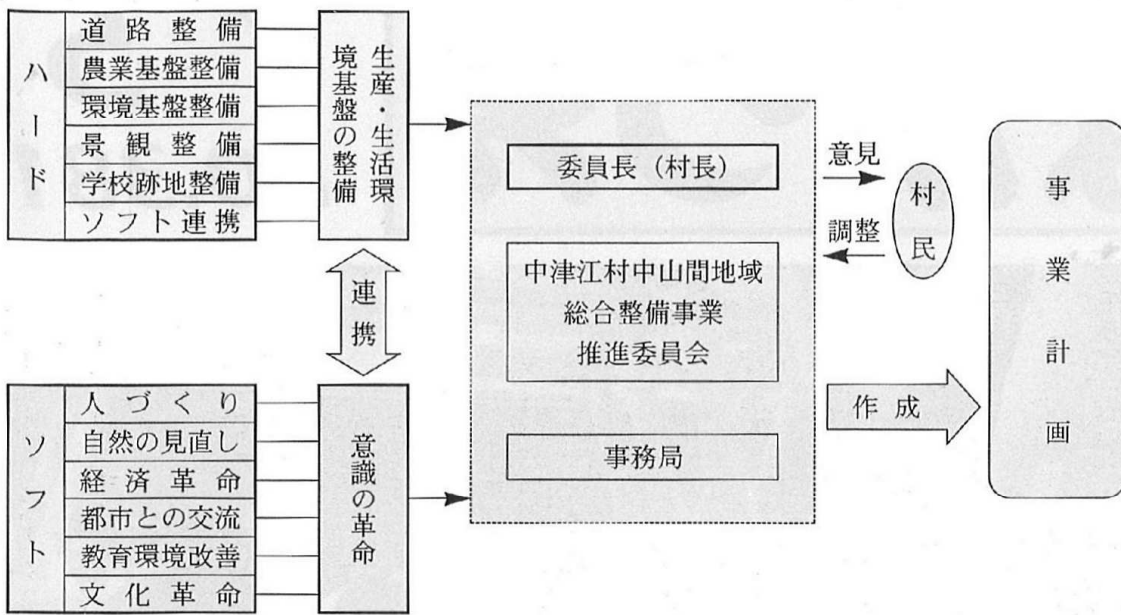 ハード
道路整備
農業基盤整備
環境基盤整備
景観整備
学校跡地整備
ソフト連携
生産・生活環
境基盤の整備
連携
ソフト
人づくり
自然の見直し
経済革命
都市との交流
教育環境改善
文化革命
意識の革命
委員長（村長）
中津江村中山間地域
総合整備事業
推進委員会
事務局
意見
調整
村民
作成
事業計画